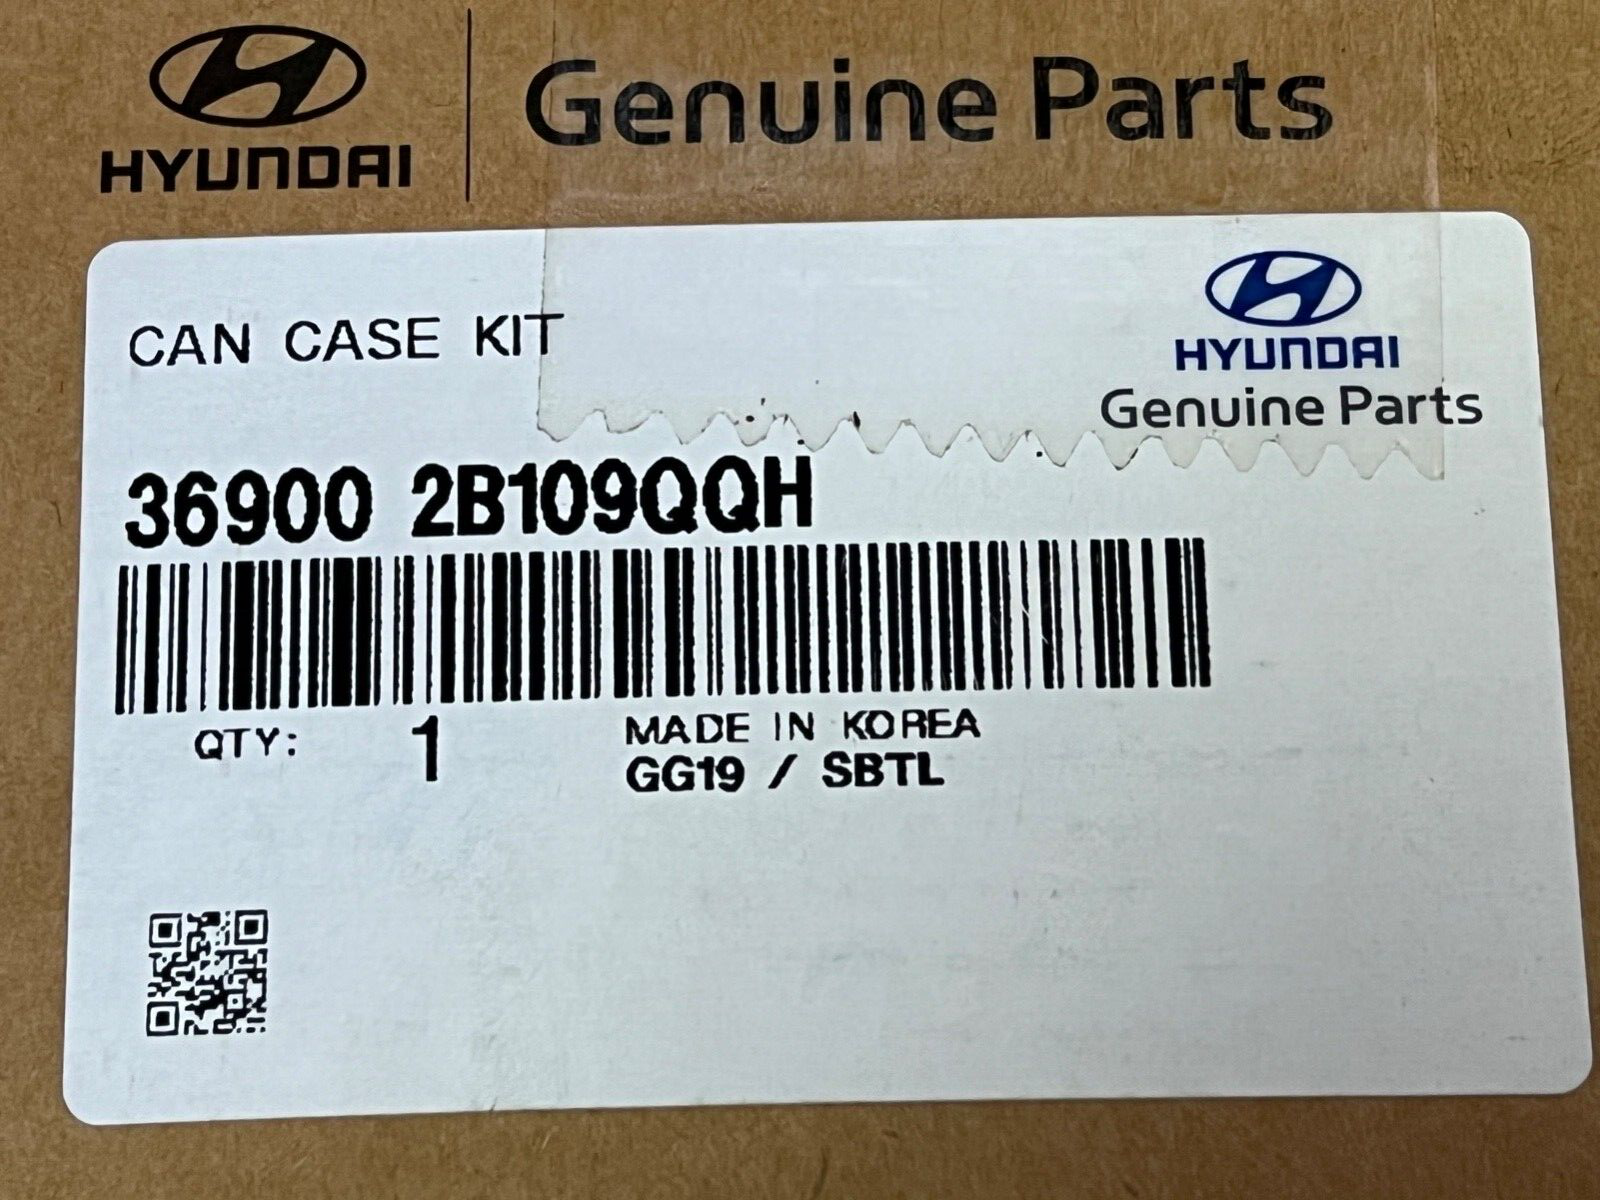 HYUNDAI
Genuine Parts
CAN CASE KIT
HYUNDAI
Genuine Parts
36900 2B109QQH
QTY: 1
MADE IN KOREA
GG19 / SBTL